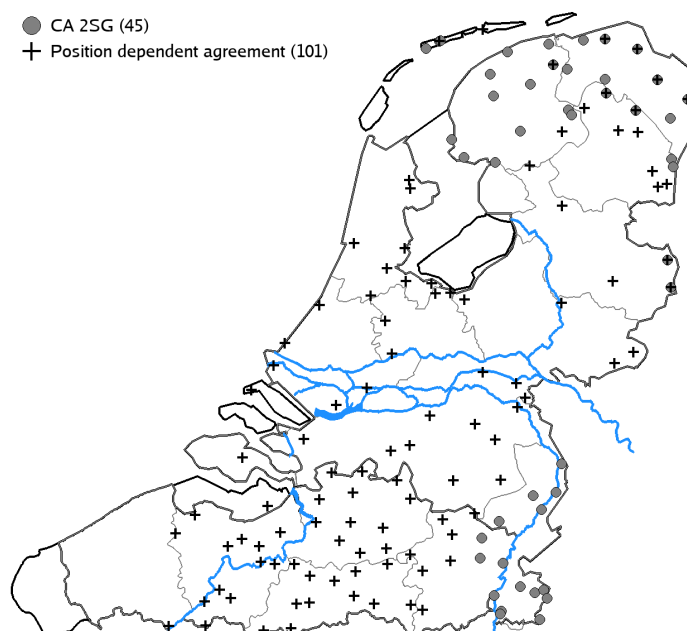 CA 2SG (45)
Position dependent agreement (101)